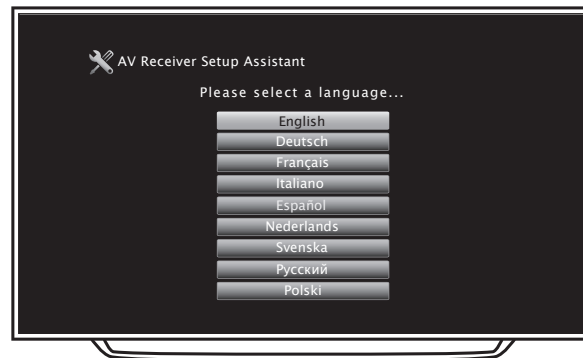 AV Receiver Setup Assistant
Please select a language...
English
Deutsch
Français
Italiano
Español
Nederlands
Svenska
Русский
Polski